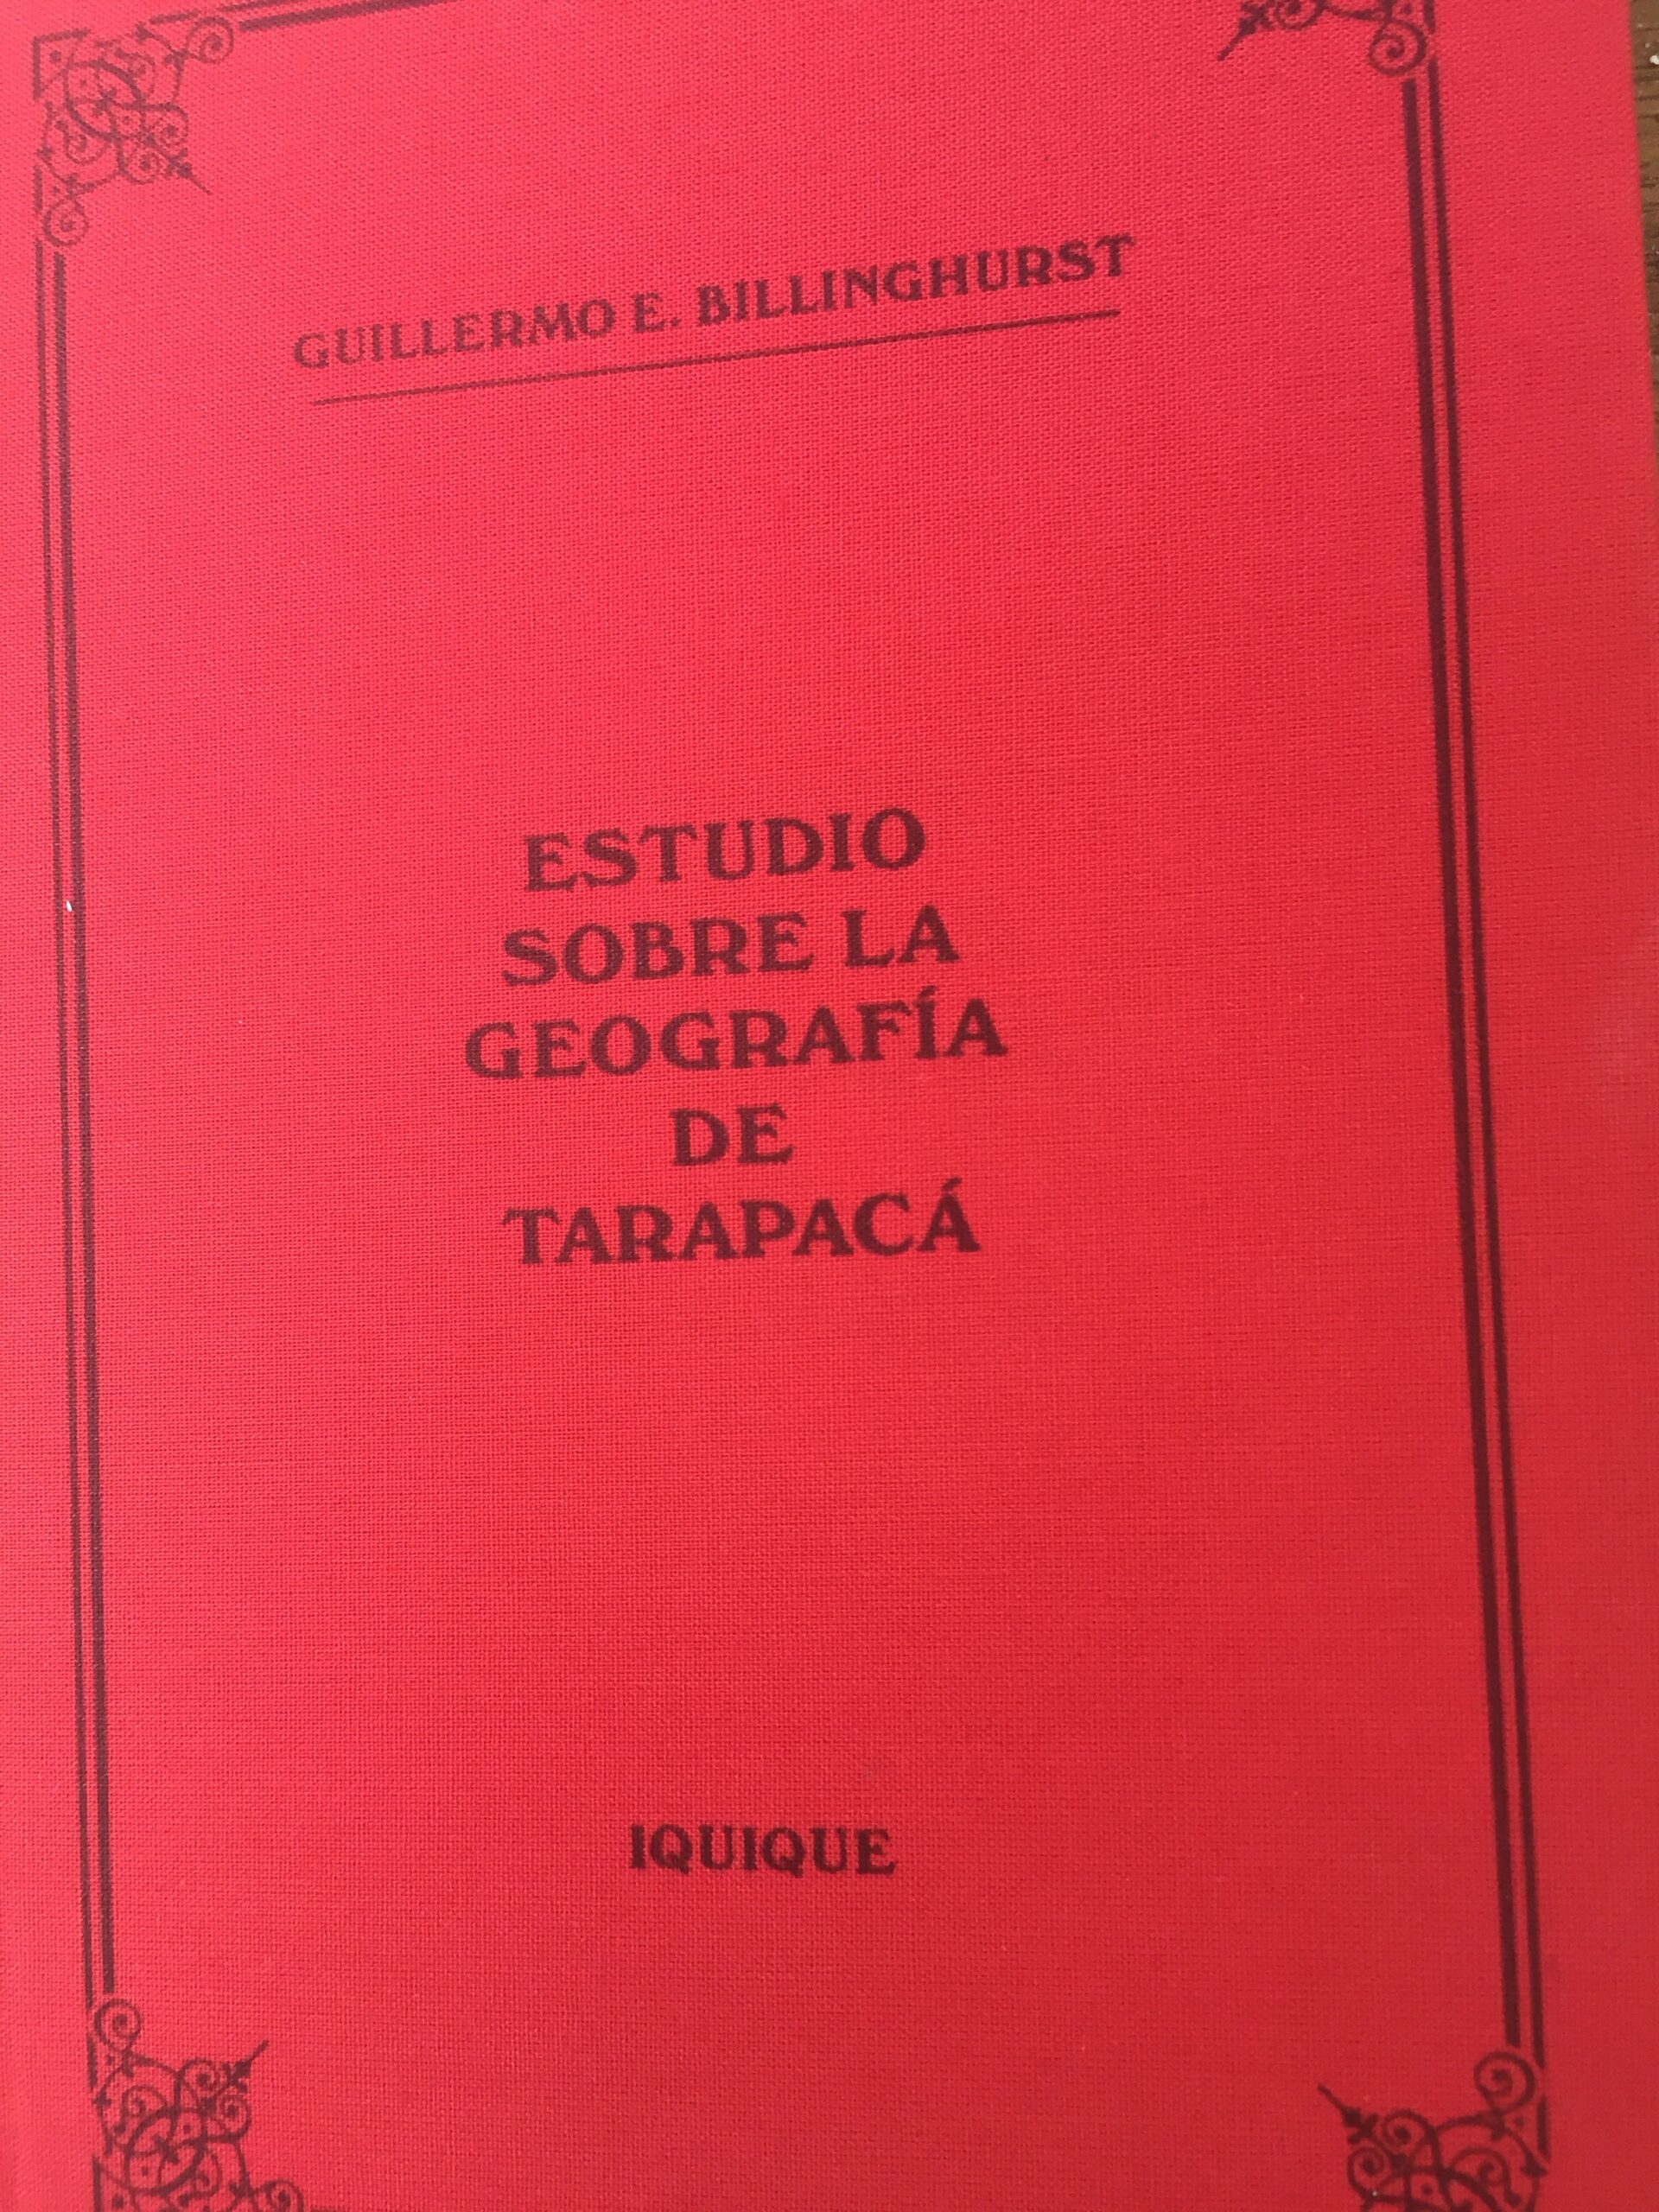 GUILLERMO E. BILLINGHURST
ESTUDIO
SOBRE LA
GEOGRAFÍA
DE
TARAPACÁ
IQUIQUE